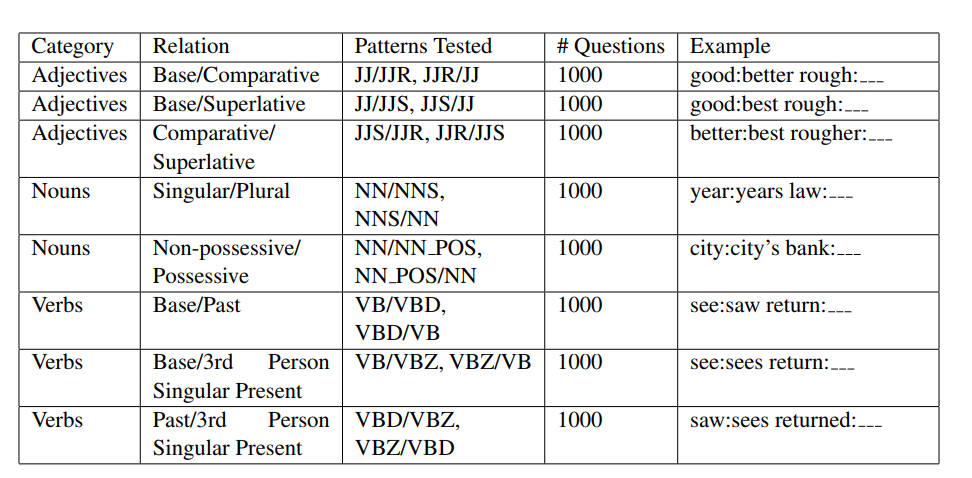 Category Relation Patterns Tested # Questions Example
Adjectives Base/Comparative JJ/JJR, JJR/JJ 1000 good:better rough:___
Adjectives Base/Superlative JJ/JJS, JJS/JJ 1000 good:best rough:___
Adjectives Comparative/ JJS/JJR, JJR/JJS 1000 better:best rougher:___
Superlative
Nouns Singular/Plural NN/NNS, 1000 year:years law:___
NNS/NN
Nouns Non-possessive/ NN/NN_POS, 1000 city:city’s bank:___
Possessive NN_POS/NN
Verbs Base/Past VB/VBD, 1000 see:saw return:___
VBD/VB
Verbs Base/3rd Person VB/VBZ, VBZ/VB 1000 see:sees return:___
Singular Present
Verbs Past/3rd Person VBD/VBZ, 1000 saw:sees returned:___
Singular Present VBZ/VBD